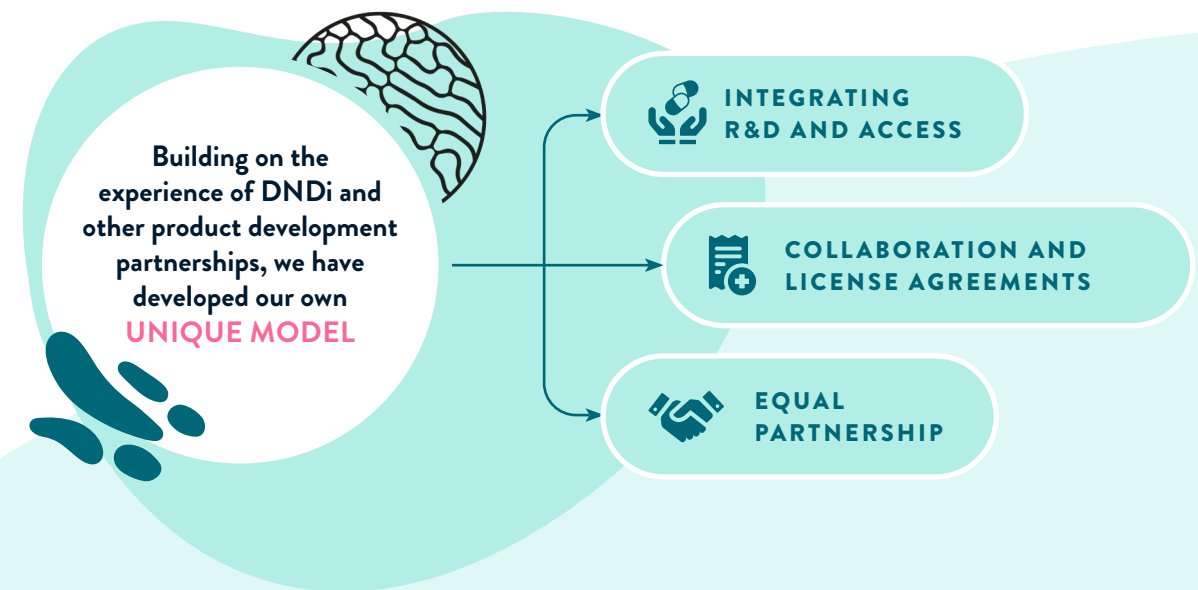 Building on the
experience of DNDi and
other product development
partnerships, we have
developed our own
UNIQUE MODEL
INTEGRATING
R&D AND ACCESS
COLLABORATION AND
LICENSE AGREEMENTS
EQUAL
PARTNERSHIP